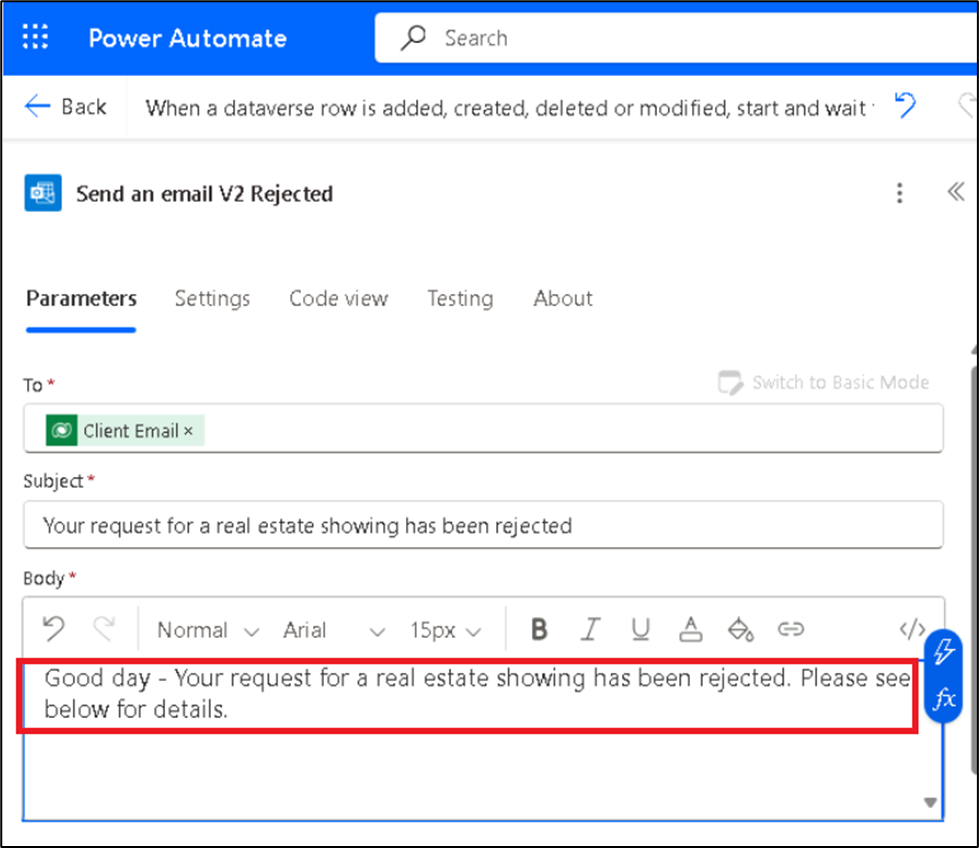 Power Automate
Search
Back
When a dataverse row is added, created, deleted or modified, start and wait
Send an email V2 Rejected
Parameters Settings Code view Testing About
To *
Switch to Basic Mode
Client Email ×
Subject *
Your request for a real estate showing has been rejected
Body *
Normal Arial 15px B I U A </>
Good day - Your request for a real estate showing has been rejected. Please see
below for details.
fx